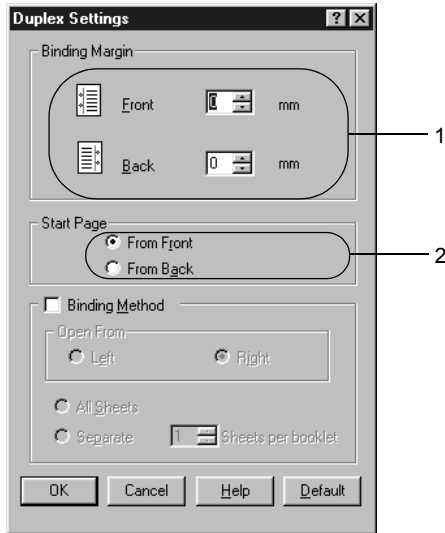 Duplex Settings
Binding Margin
Front 0 mm
1
Back 0 mm
Start Page
From Front
2
From Back
Binding Method
Open From
Left Right
All Sheets
Separate 1 Sheets per booklet
OK Cancel Help Default